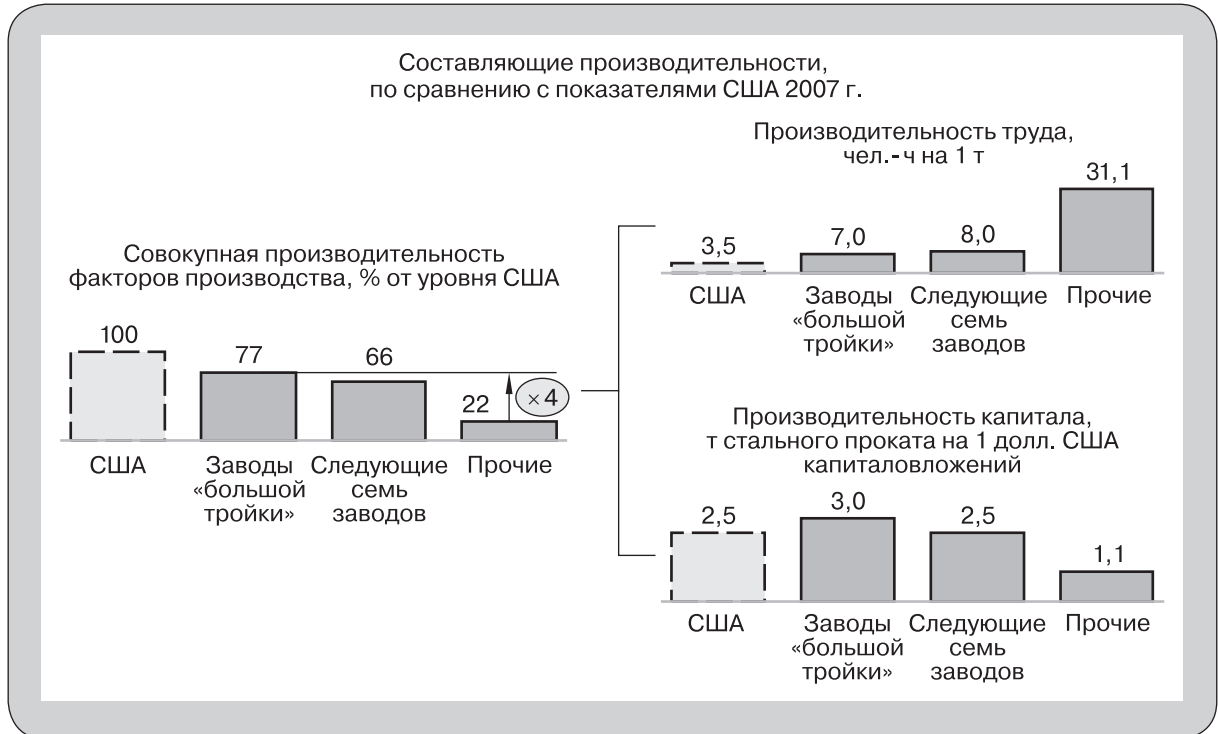 Составляющие производительности,
по сравнению с показателями США 2007 г.
Совокупная производительность
факторов производства, % от уровня США
100
77
66
22
×4
США
Заводы
«большой
тройки»
Следующие
семь
заводов
Прочие
Производительность труда,
чел.-ч на 1 т
3,5
7,0
8,0
31,1
США
Заводы
«большой
тройки»
Следующие
семь
заводов
Прочие
Производительность капитала,
т стального проката на 1 долл. США
капиталовложений
2,5
3,0
2,5
1,1
США
Заводы
«большой
тройки»
Следующие
семь
заводов
Прочие